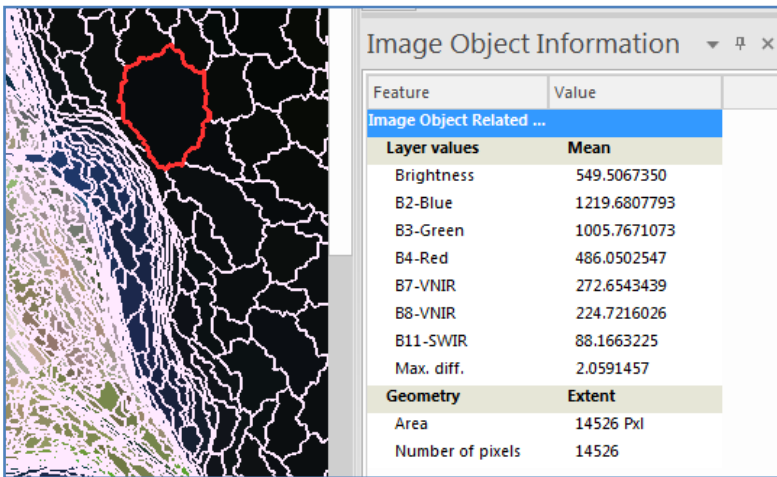 Image Object Information
Feature Value
Image Object Related ...
Layer values Mean
Brightness 549.5067350
B2-Blue 1219.6807793
B3-Green 1005.7671073
B4-Red 486.0502547
B7-VNIR 272.6543439
B8-VNIR 224.7216026
B11-SWIR 88.1663225
Max. diff. 2.0591457
Geometry Extent
Area 14526 Pxl
Number of pixels 14526